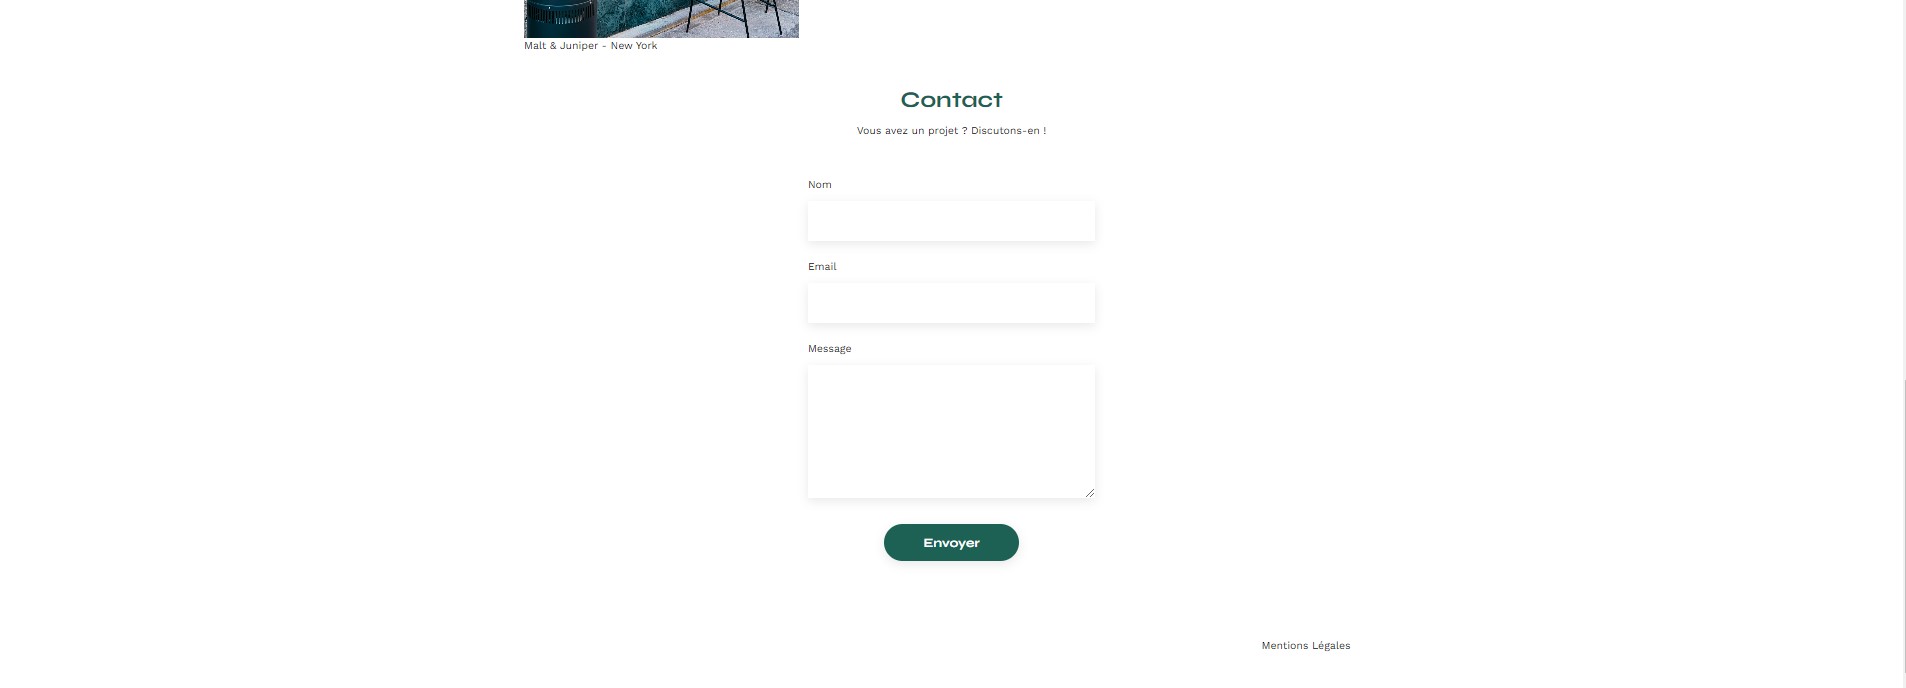 Malt & Juniper - New York
Contact
Vous avez un projet ? Discutons-en !
Nom
Email
Message
Envoyer
Mentions Légales